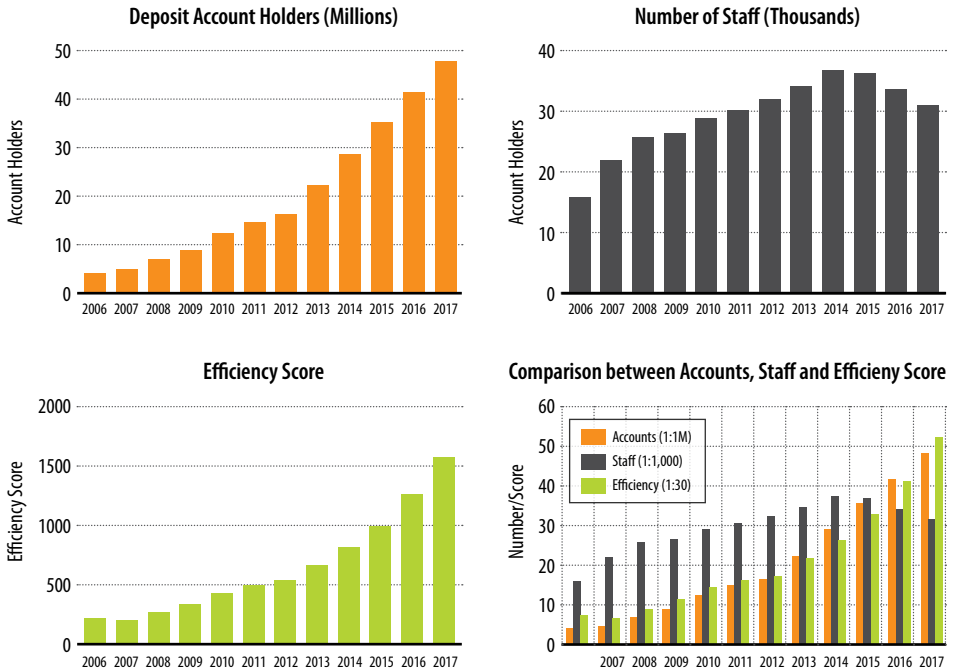 Deposit Account Holders (Millions)
Account Holders
50
40
30
20
10
0
2006 2007 2008 2009 2010 2011 2012 2013 2014 2015 2016 2017
Number of Staff (Thousands)
Account Holders
40
30
20
10
0
2006 2007 2008 2009 2010 2011 2012 2013 2014 2015 2016 2017
Efficiency Score
Efficiency Score
2000
1500
1000
500
0
2006 2007 2008 2009 2010 2011 2012 2013 2014 2015 2016 2017
Comparison between Accounts, Staff and Efficieny Score
Number/Score
60
50
40
30
20
10
0
Accounts (1:1M)
Staff (1:1,000)
Efficiency (1:30)
2007 2008 2009 2010 2011 2012 2013 2014 2015 2016 2017